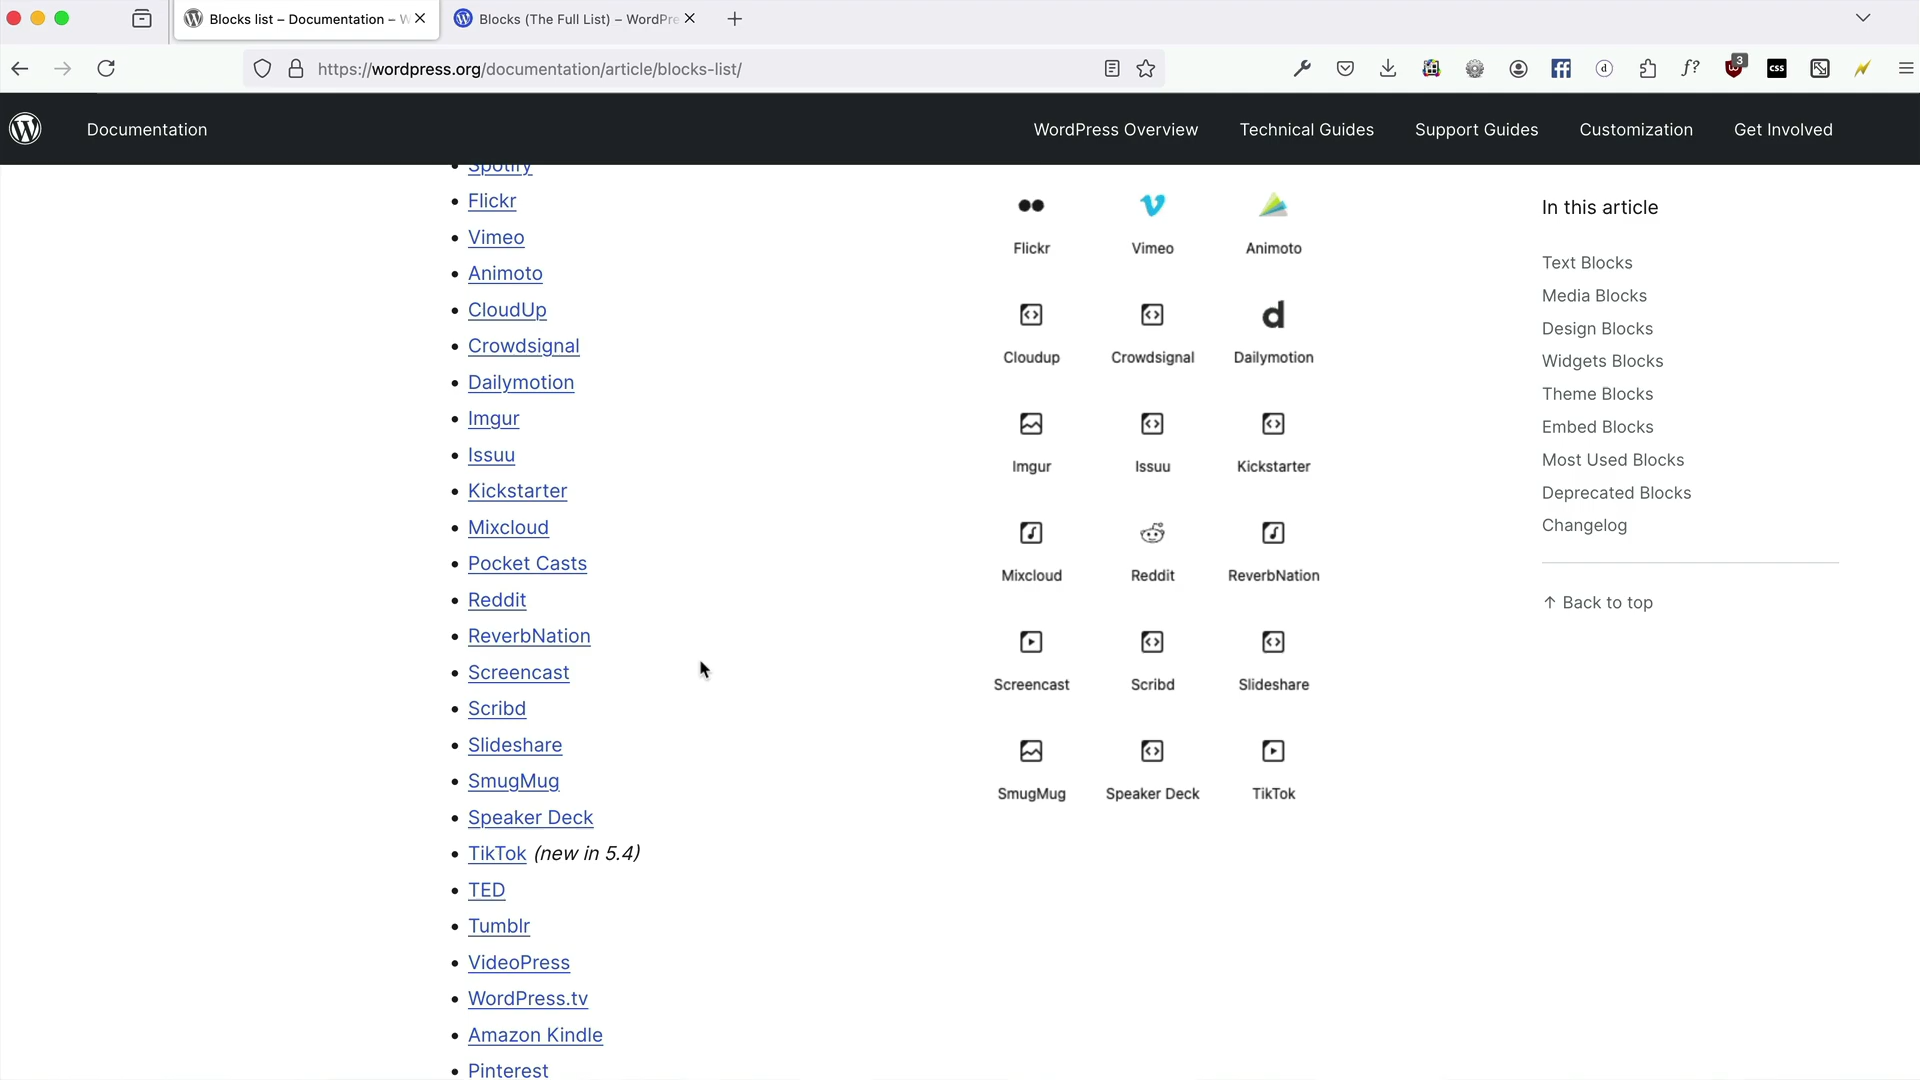 Blocks list – Documentation – W
Blocks (The Full List) – WordPre
https://wordpress.org/documentation/article/blocks-list/
f?
3
css
d
Documentation
WordPress Overview
Technical Guides
Support Guides
Customization
Get Involved
Spotify
Flickr
Vimeo
Animoto
CloudUp
Crowdsignal
Dailymotion
Imgur
Issuu
Kickstarter
Mixcloud
Pocket Casts
Reddit
ReverbNation
Screencast
Scribd
Slideshare
SmugMug
Speaker Deck
TikTok (new in 5.4)
TED
Tumblr
VideoPress
WordPress.tv
Amazon Kindle
Pinterest
Flickr Vimeo Animoto
Cloudup Crowdsignal Dailymotion
Imgur Issuu Kickstarter
Mixcloud Reddit ReverbNation
Screencast Scribd Slideshare
SmugMug Speaker Deck TikTok
In this article
Text Blocks
Media Blocks
Design Blocks
Widgets Blocks
Theme Blocks
Embed Blocks
Most Used Blocks
Deprecated Blocks
Changelog
↑ Back to top